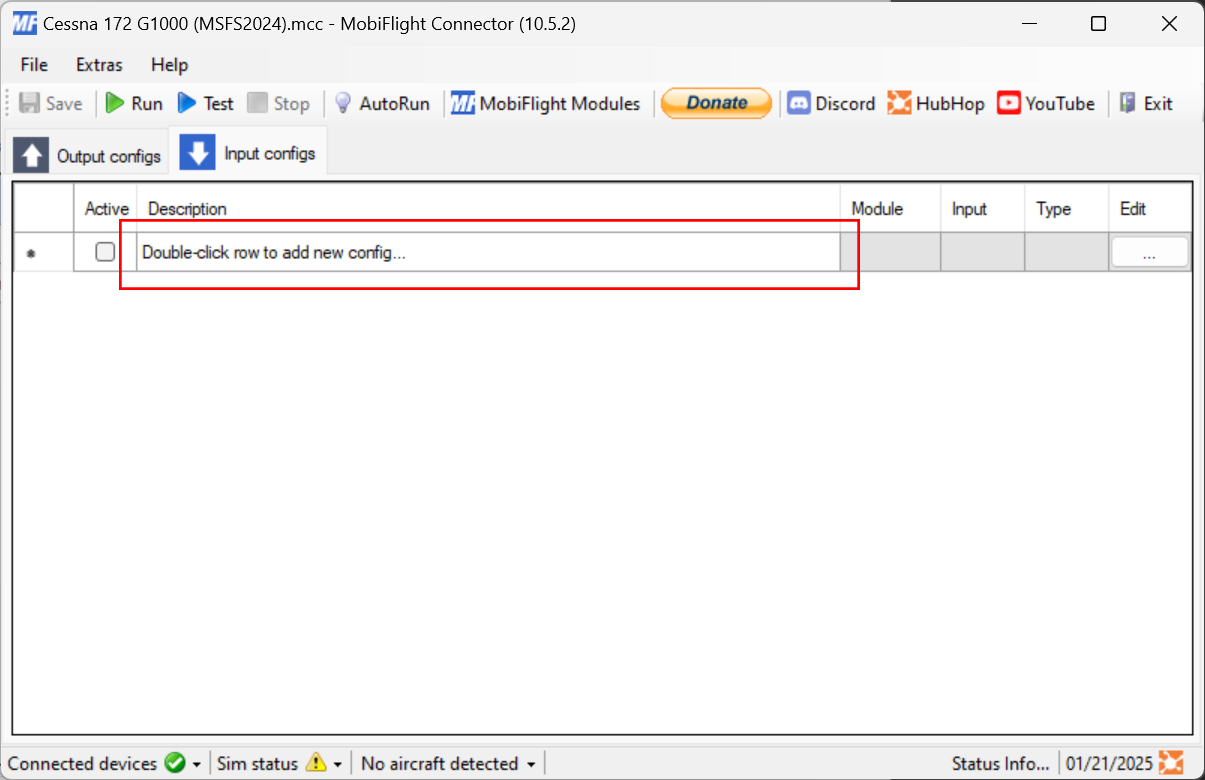 MF Cessna 172 G1000 (MSFS2024).mcc - MobiFlight Connector (10.5.2)
File Extras Help
Save Run Test Stop AutoRun MF MobiFlight Modules Donate Discord HubHop YouTube Exit
Output configs Input configs
Active Description Module Input Type Edit
* Double-click row to add new config... ...
Connected devices Sim status No aircraft detected Status Info... 01/21/2025